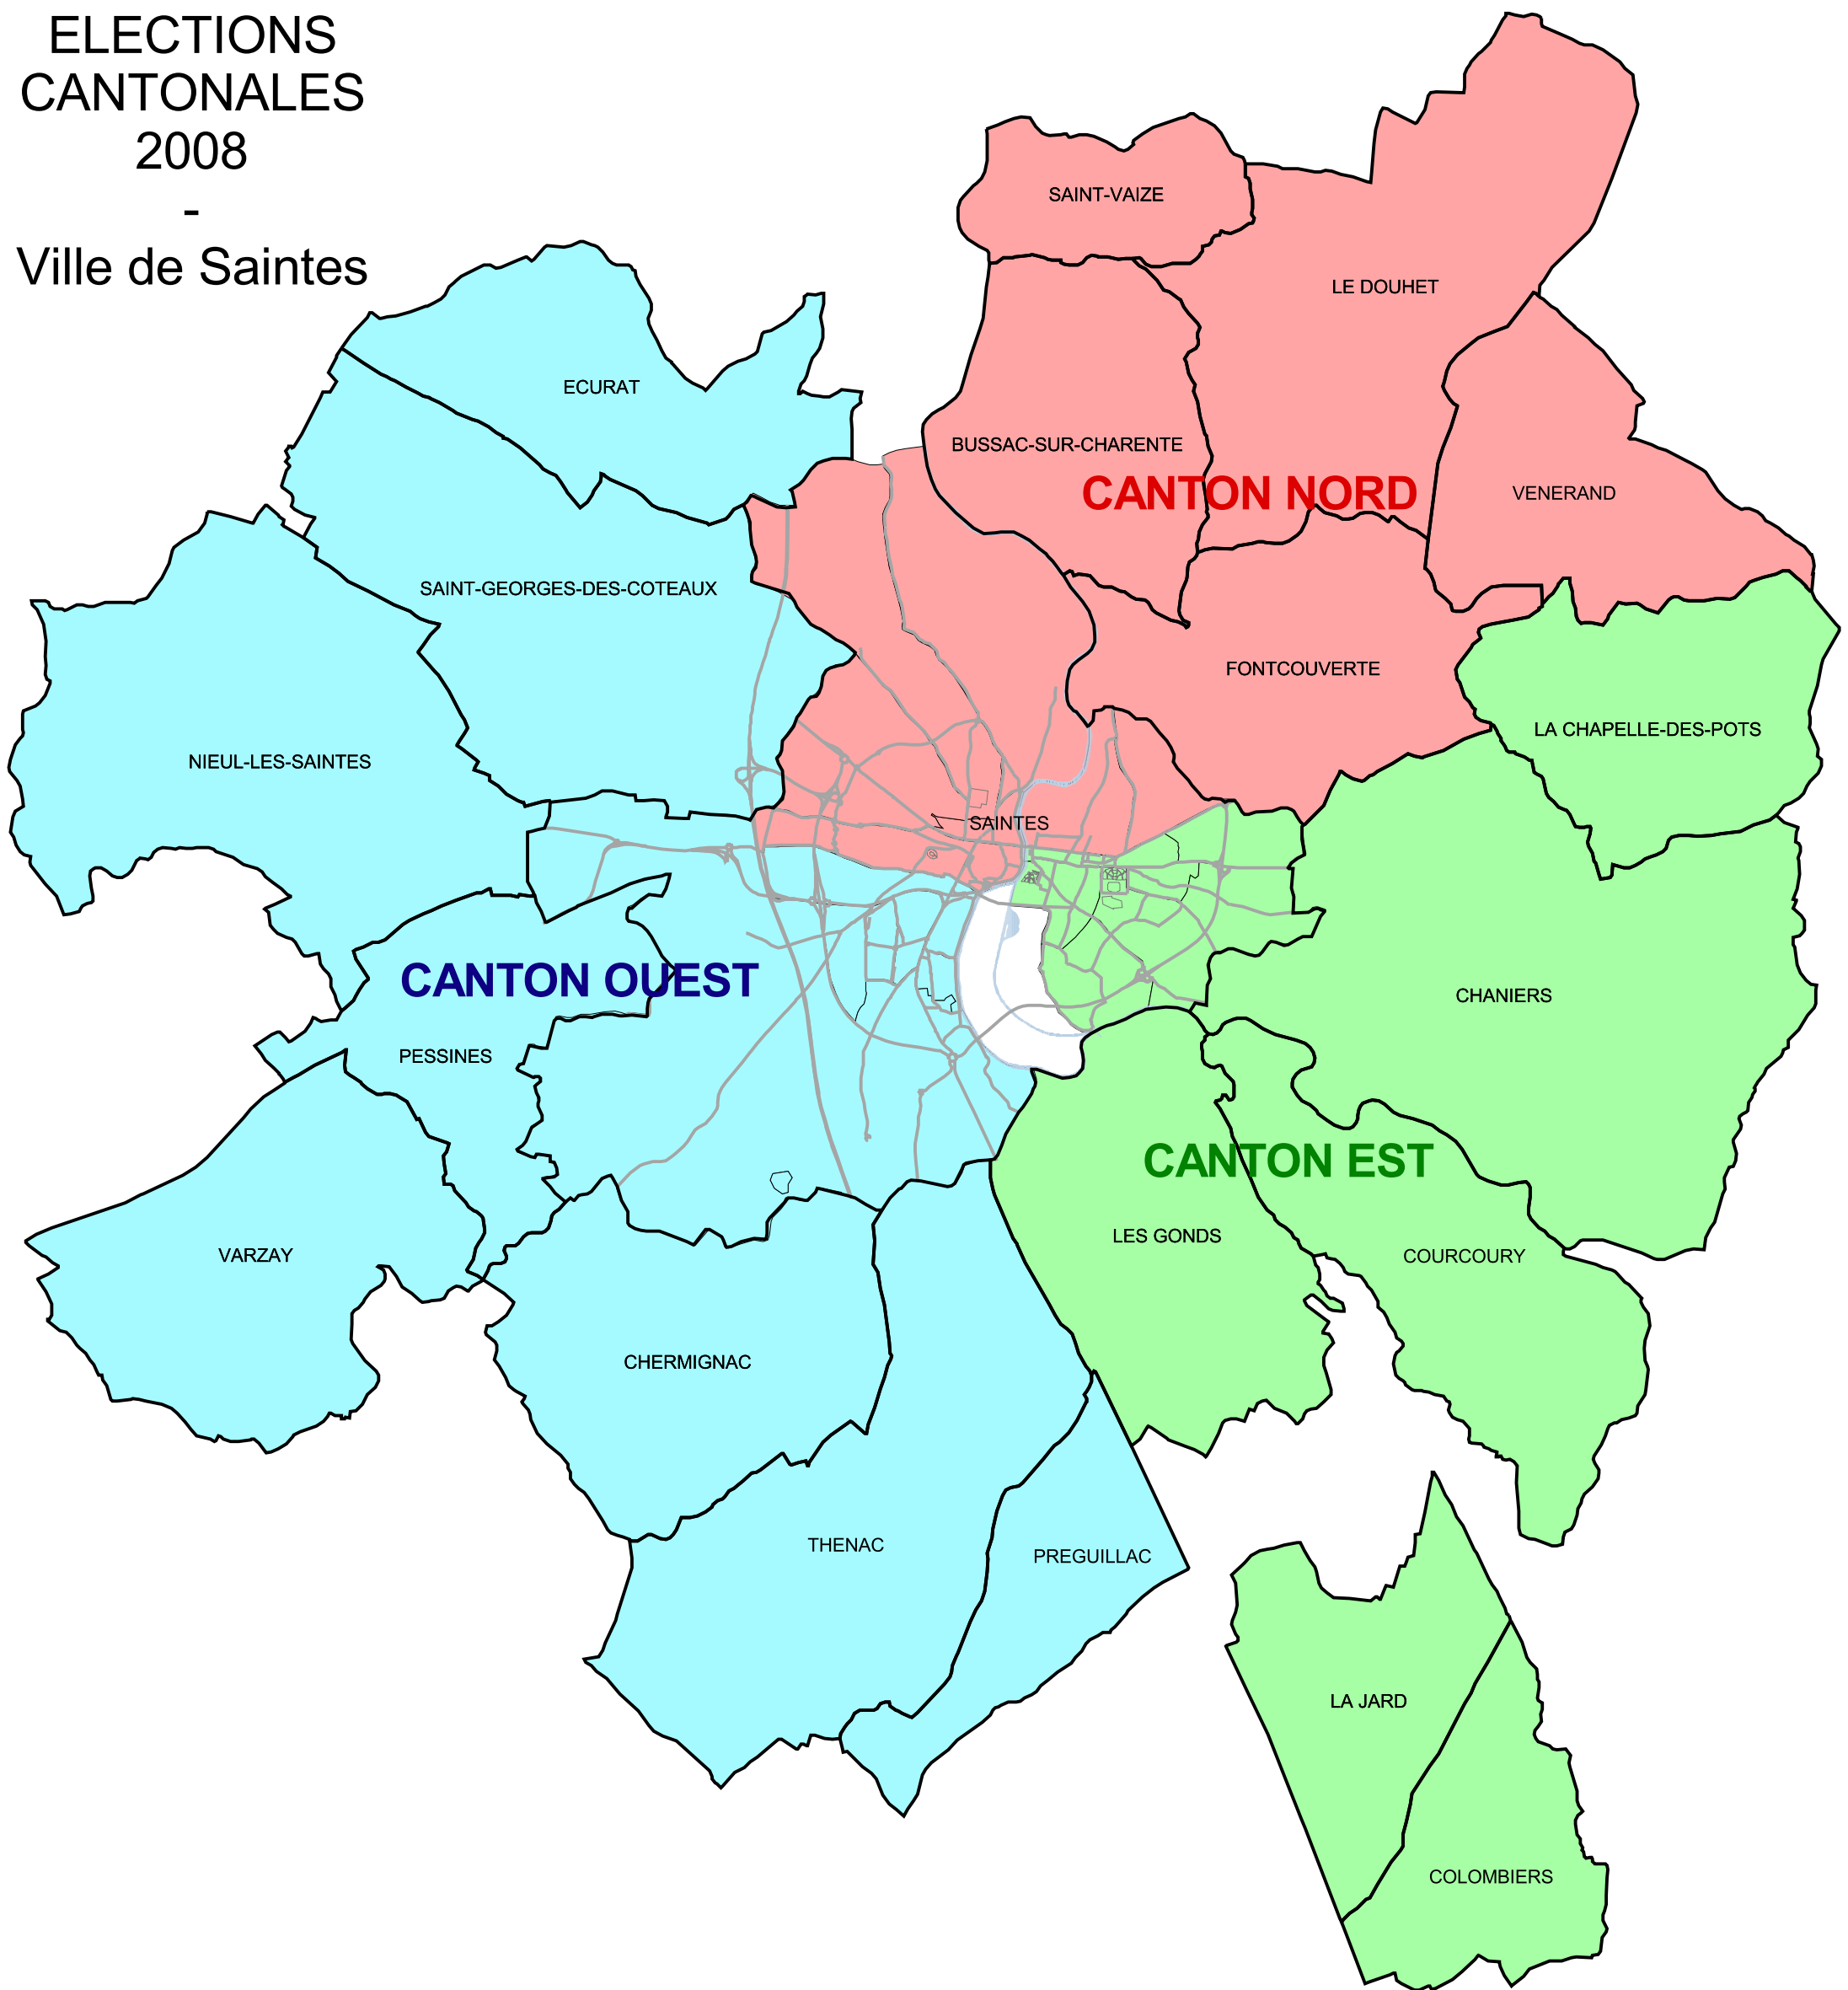 ELECTIONS
CANTONALES
2008
-
Ville de Saintes
SAINT-VAIZE
LE DOUHET
ECURAT
BUSSAC-SUR-CHARENTE
CANTON NORD
VENERAND
SAINT-GEORGES-DES-COTEAUX
FONTCOUVERTE
LA CHAPELLE-DES-POTS
NIEUL-LES-SAINTES
SAINTES
CANTON OUEST
CHANIERS
PESSINES
CANTON EST
LES GONDS
VARZAY
COURCOURY
CHERMIGNAC
THENAC
PREGUILLAC
LA JARD
COLOMBIERS